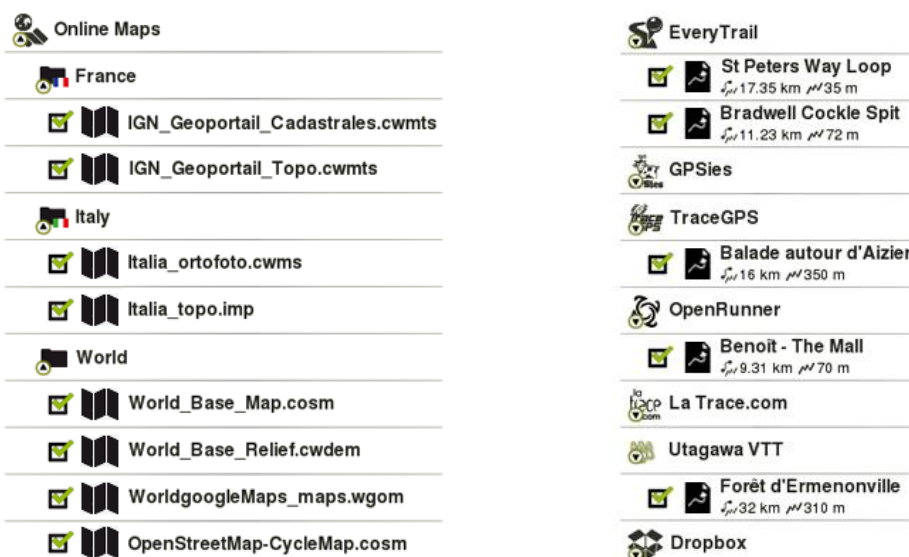 Online Maps
France
IGN_Geoportail_Cadastrales.cwmts
IGN_Geoportail_Topo.cwmts
Italy
Italia_ortofoto.cwms
Italia_topo.imp
World
World_Base_Map.cosm
World_Base_Relief.cwdem
WorldgoogleMaps_maps.wgom
OpenStreetMap-CycleMap.cosm
EveryTrail
St Peters Way Loop
17.35 km 35 m
Bradwell Cockle Spit
11.23 km 72 m
GPSies
TraceGPS
Balade autour d'Aizier
16 km 350 m
OpenRunner
Benoît - The Mall
9.31 km 70 m
la trace .com
La Trace.com
Utagawa VTT
Forêt d'Ermenonville
32 km 310 m
Dropbox